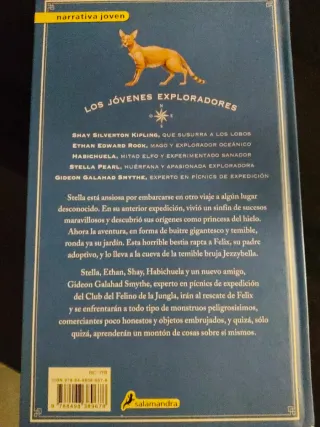 narrativa joven
LOS JÓVENES EXPLORADORES
SHAY SILVERTON KIPLING, QUE SUSURRA A LOS LOBOS
ETHAN EDWARD ROOK, MAGO Y EXPLORADOR OCEÁNICO
HABICHUELA, MITAD ELFO Y EXPERIMENTADO SANADOR
STELLA PEARL, HUÉRFANA Y APASIONADA EXPLORADORA
GIDEON GALAHAD SMYTHE, EXPERTO EN PÍCNICS DE EXPEDICIÓN
Stella está ansiosa por embarcarse en otro viaje a algún lugar
desconocido. En su anterior expedición, vivió un sinfín de sucesos
maravillosos y descubrió sus orígenes como princesa del hielo.
Ahora la aventura, en forma de buitre gigantesco y temible,
ronda ya su jardín. Esta horrible bestia rapta a Felix, su padre
adoptivo, y lo lleva a la cueva de la temible bruja Jezzybella.
Stella, Ethan, Shay, Habichuela y un nuevo amigo,
Gideon Galahad Smythe, experto en pícnics de expedición
del Club del Felino de la Jungla, irán al rescate de Felix
y se enfrentarán a todo tipo de monstruos peligrosísimos,
comerciantes poco honestos y objetos embrujados, y quizá, sólo
quizá, aprenderán un montón de cosas sobre sí mismos.
salamandra